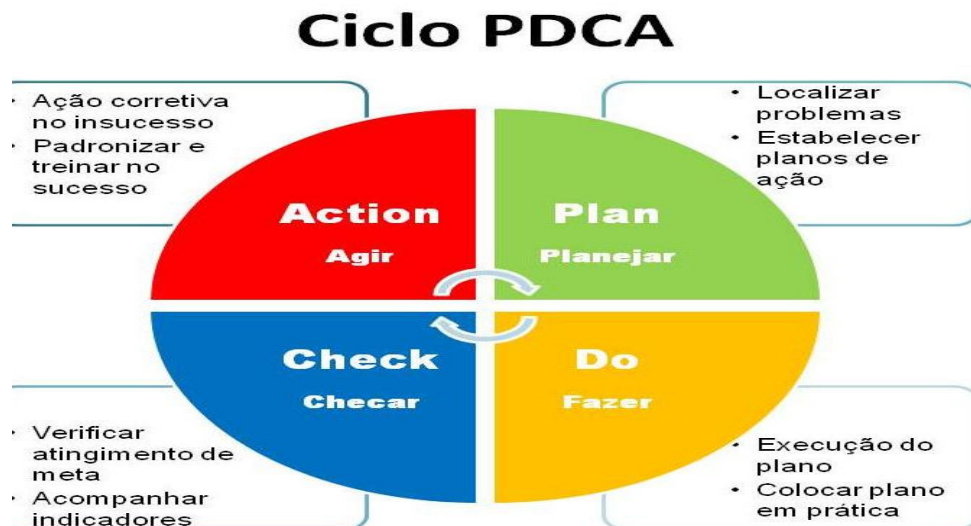 Ciclo PDCA
• Ação corretiva
no insucesso
• Padronizar e
treinar no
sucesso
• Localizar
problemas
• Estabelecer
planos de
ação
Action
Agir
Plan
Planejar
Check
Checar
Do
Fazer
• Verificar
atingimento de
meta
• Acompanhar
indicadores
• Execução do
plano
• Colocar plano
em prática